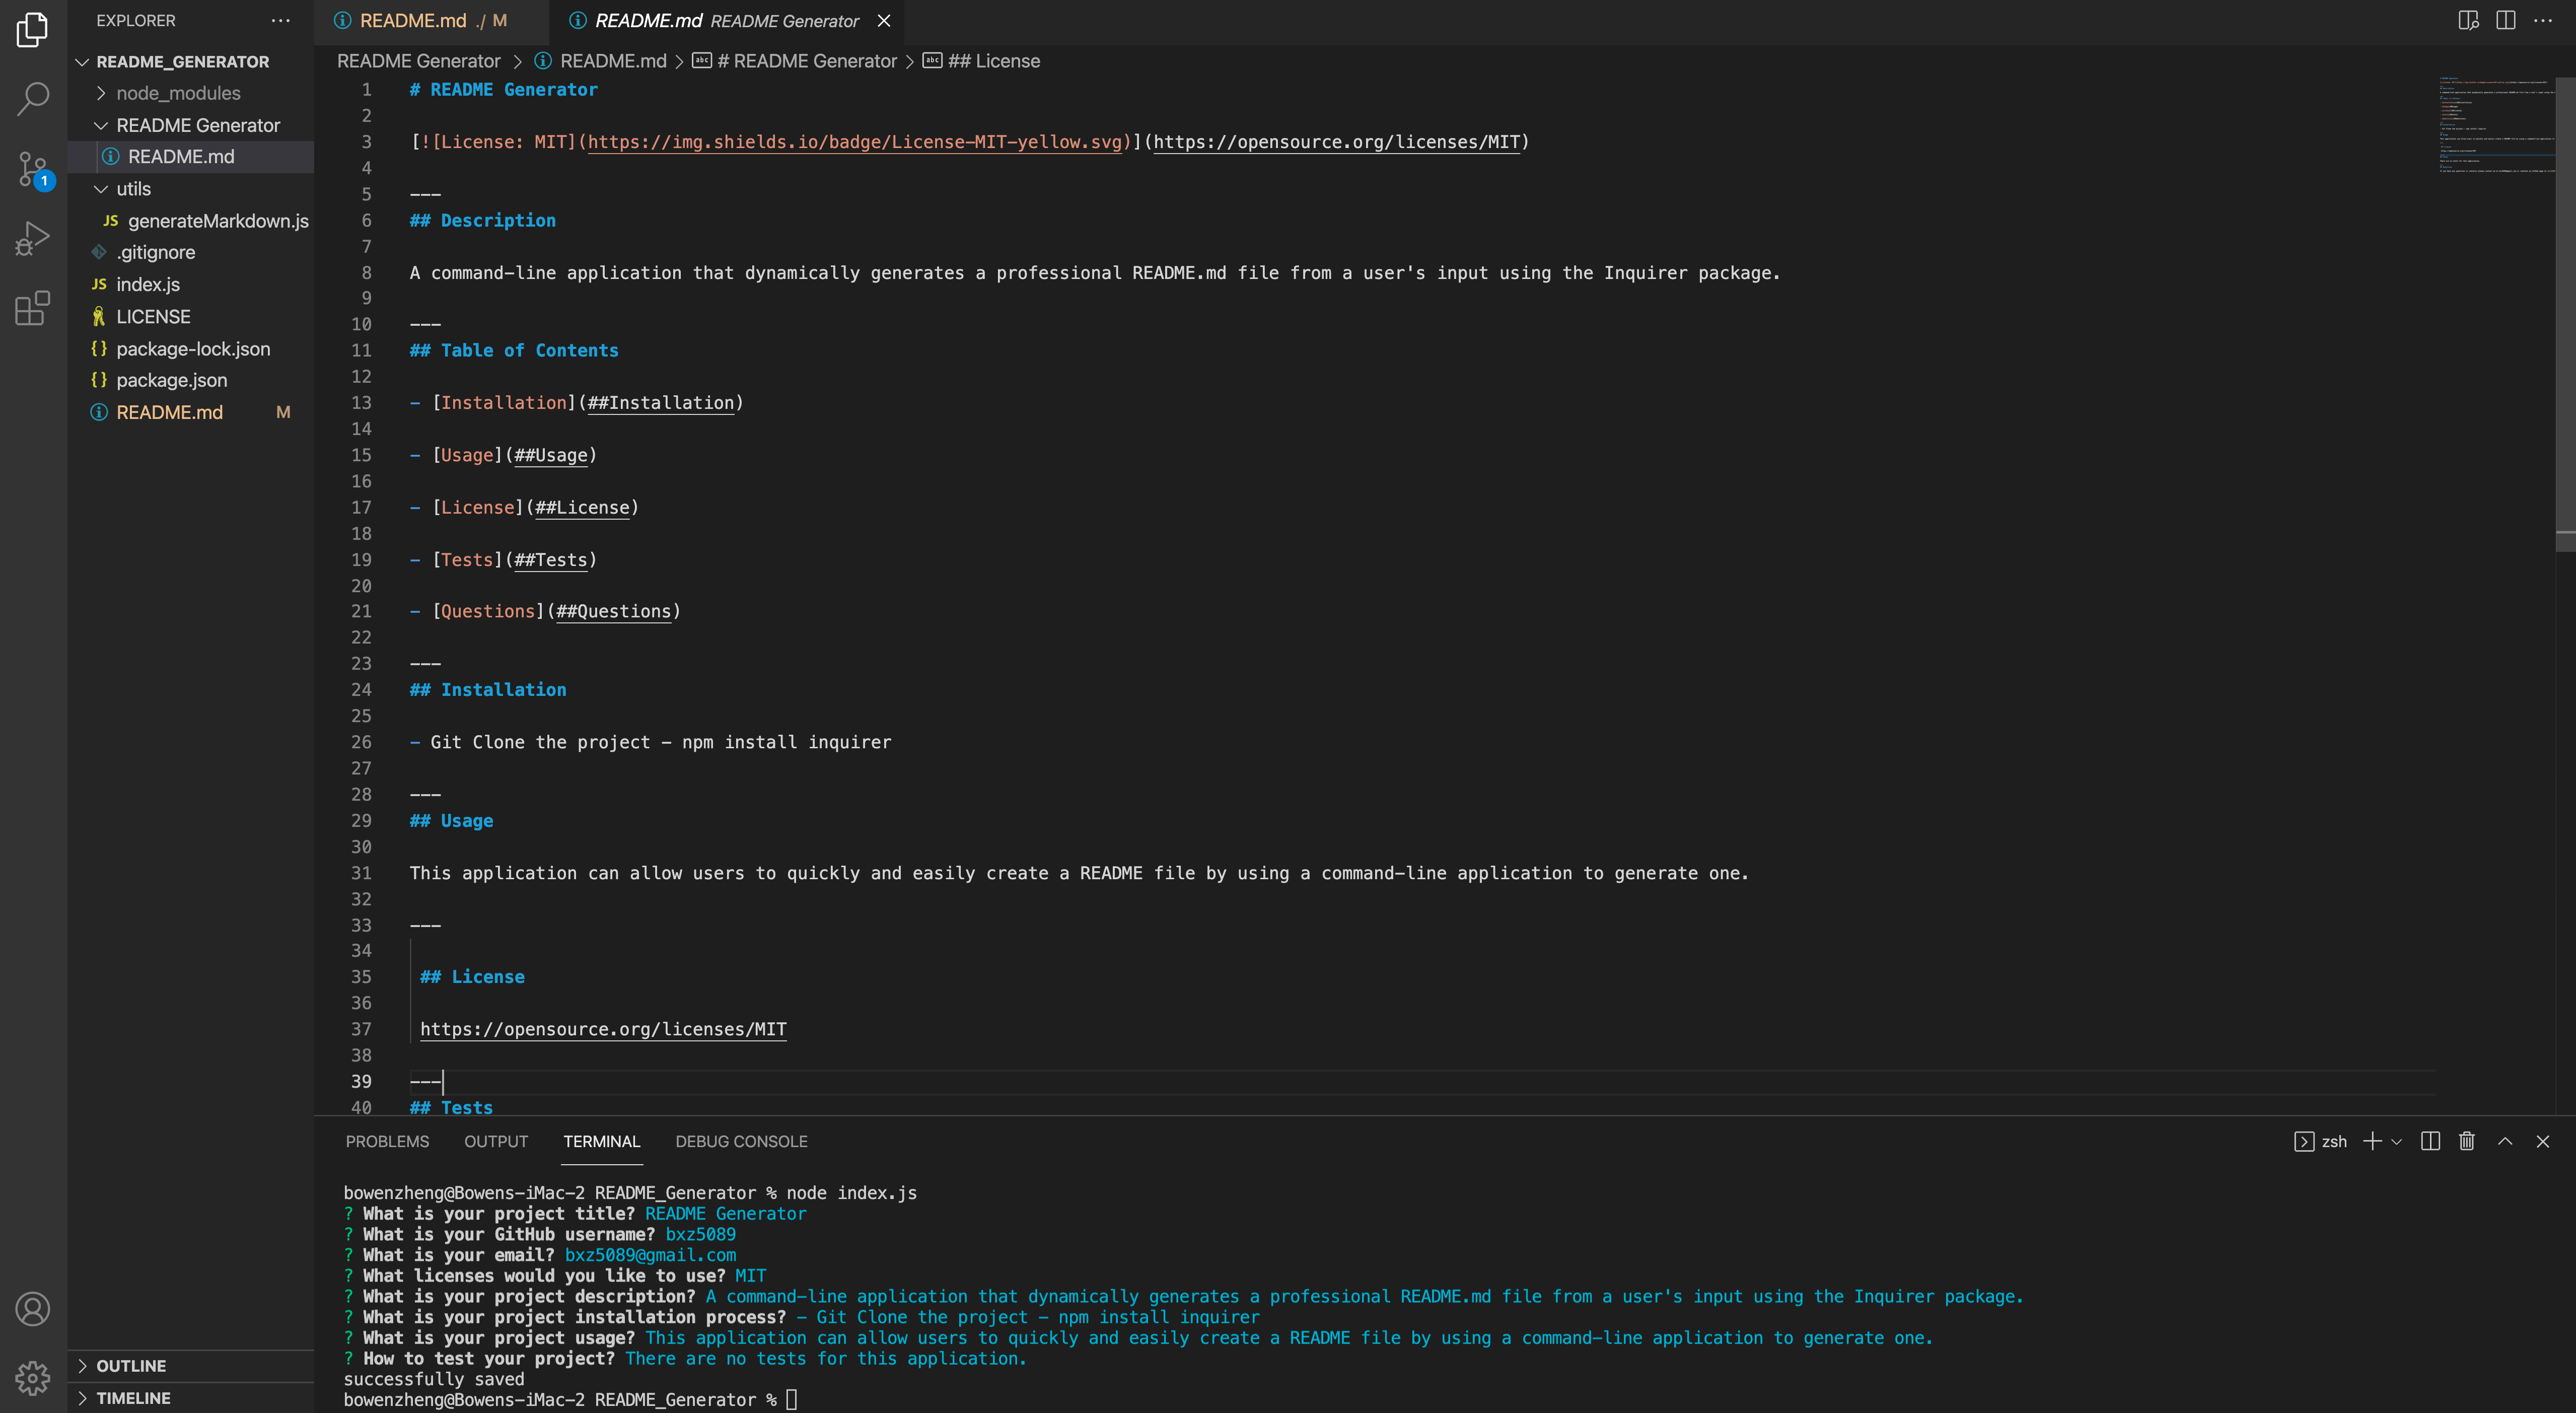 EXPLORER
README_GENERATOR
node_modules
README Generator
README.md
utils
JS generateMarkdown.js
.gitignore
JS index.js
LICENSE
{} package-lock.json
{} package.json
README.md M
1
OUTLINE
TIMELINE
README.md ./ M
README.md README Generator
README Generator > README.md > abc # README Generator > abc ## License
1 # README Generator
2
3 [![License: MIT](https://img.shields.io/badge/License-MIT-yellow.svg)](https://opensource.org/licenses/MIT)
4
5 ---
6 ## Description
7
8 A command-line application that dynamically generates a professional README.md file from a user's input using the Inquirer package.
9
10 ---
11 ## Table of Contents
12
13 - [Installation](##Installation)
14
15 - [Usage](##Usage)
16
17 - [License](##License)
18
19 - [Tests](##Tests)
20
21 - [Questions](##Questions)
22
23 ---
24 ## Installation
25
26 - Git Clone the project - npm install inquirer
27
28 ---
29 ## Usage
30
31 This application can allow users to quickly and easily create a README file by using a command-line application to generate one.
32
33 ---
34
35 ## License
36
37 https://opensource.org/licenses/MIT
38
39 ---
40 ## Tests
PROBLEMS OUTPUT TERMINAL DEBUG CONSOLE
zsh
bowenzheng@Bowens-iMac-2 README_Generator % node index.js
? What is your project title? README Generator
? What is your GitHub username? bxz5089
? What is your email? bxz5089@gmail.com
? What licenses would you like to use? MIT
? What is your project description? A command-line application that dynamically generates a professional README.md file from a user's input using the Inquirer package.
? What is your project installation process? - Git Clone the project - npm install inquirer
? What is your project usage? This application can allow users to quickly and easily create a README file by using a command-line application to generate one.
? How to test your project? There are no tests for this application.
successfully saved
bowenzheng@Bowens-iMac-2 README_Generator %